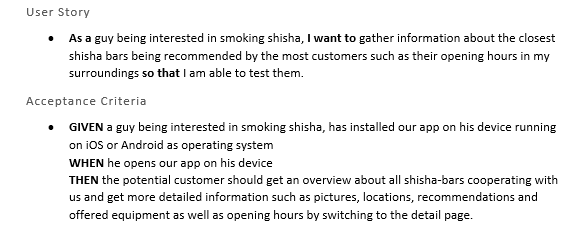 User Story
• As a guy being interested in smoking shisha, I want to gather information about the closest
shisha bars being recommended by the most customers such as their opening hours in my
surroundings so that I am able to test them.
Acceptance Criteria
• GIVEN a guy being interested in smoking shisha, has installed our app on his device running
on iOS or Android as operating system
WHEN he opens our app on his device
THEN the potential customer should get an overview about all shisha-bars cooperating with
us and get more detailed information such as pictures, locations, recommendations and
offered equipment as well as opening hours by switching to the detail page.